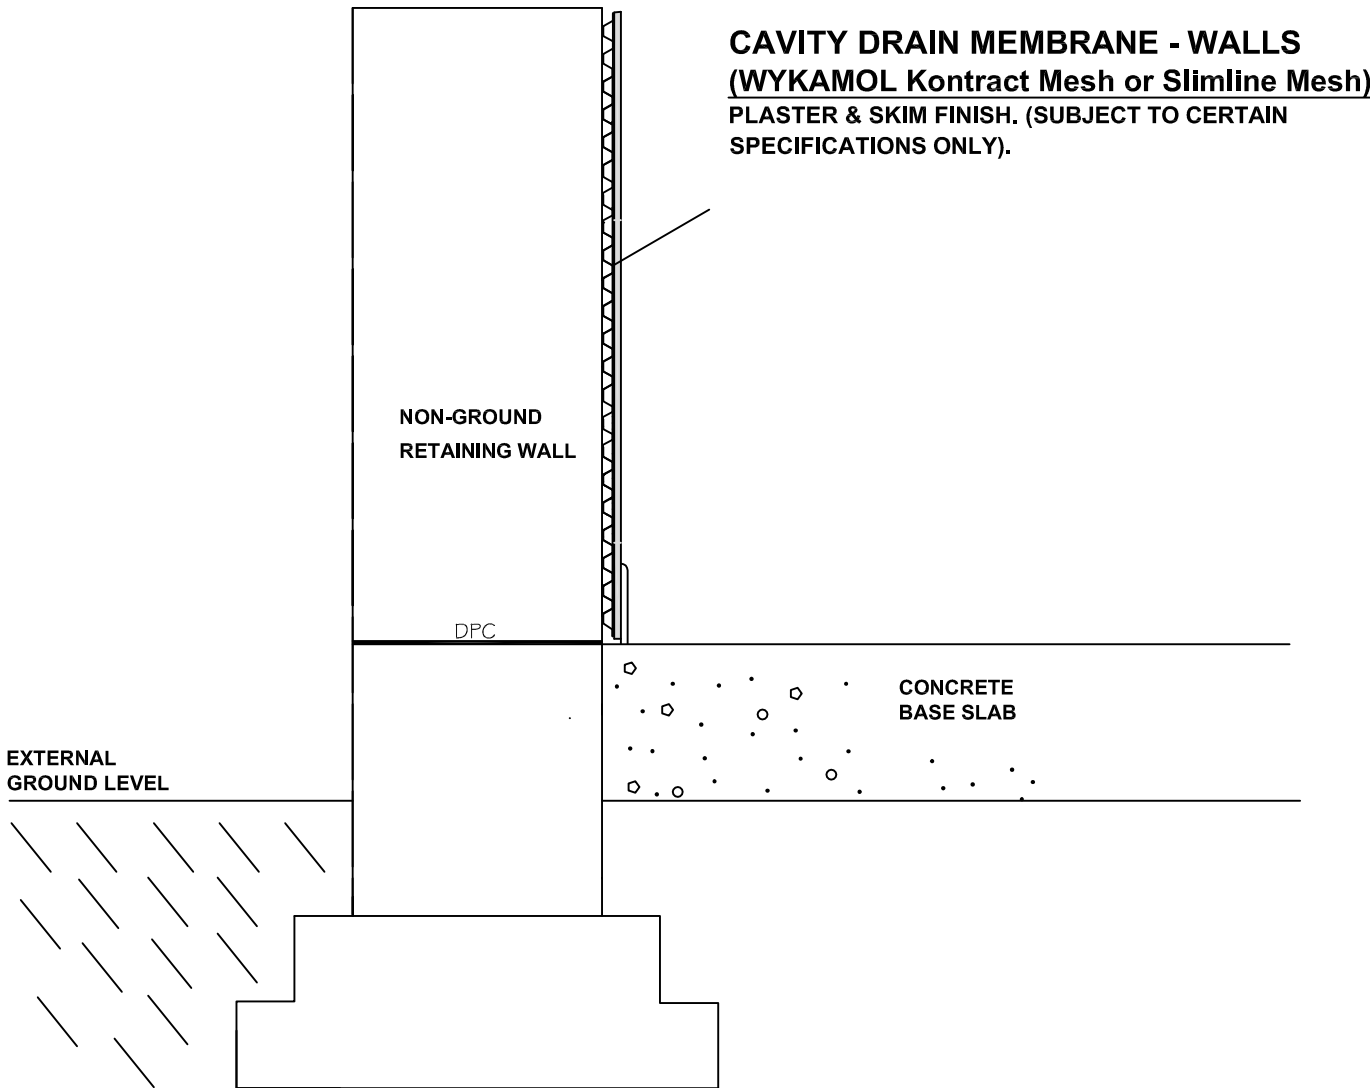 CAVITY DRAIN MEMBRANE - WALLS
(WYKAMOL Kontract Mesh or Slimline Mesh)
PLASTER & SKIM FINISH. (SUBJECT TO CERTAIN
SPECIFICATIONS ONLY).
NON-GROUND
RETAINING WALL
DPC
CONCRETE
BASE SLAB
EXTERNAL
GROUND LEVEL